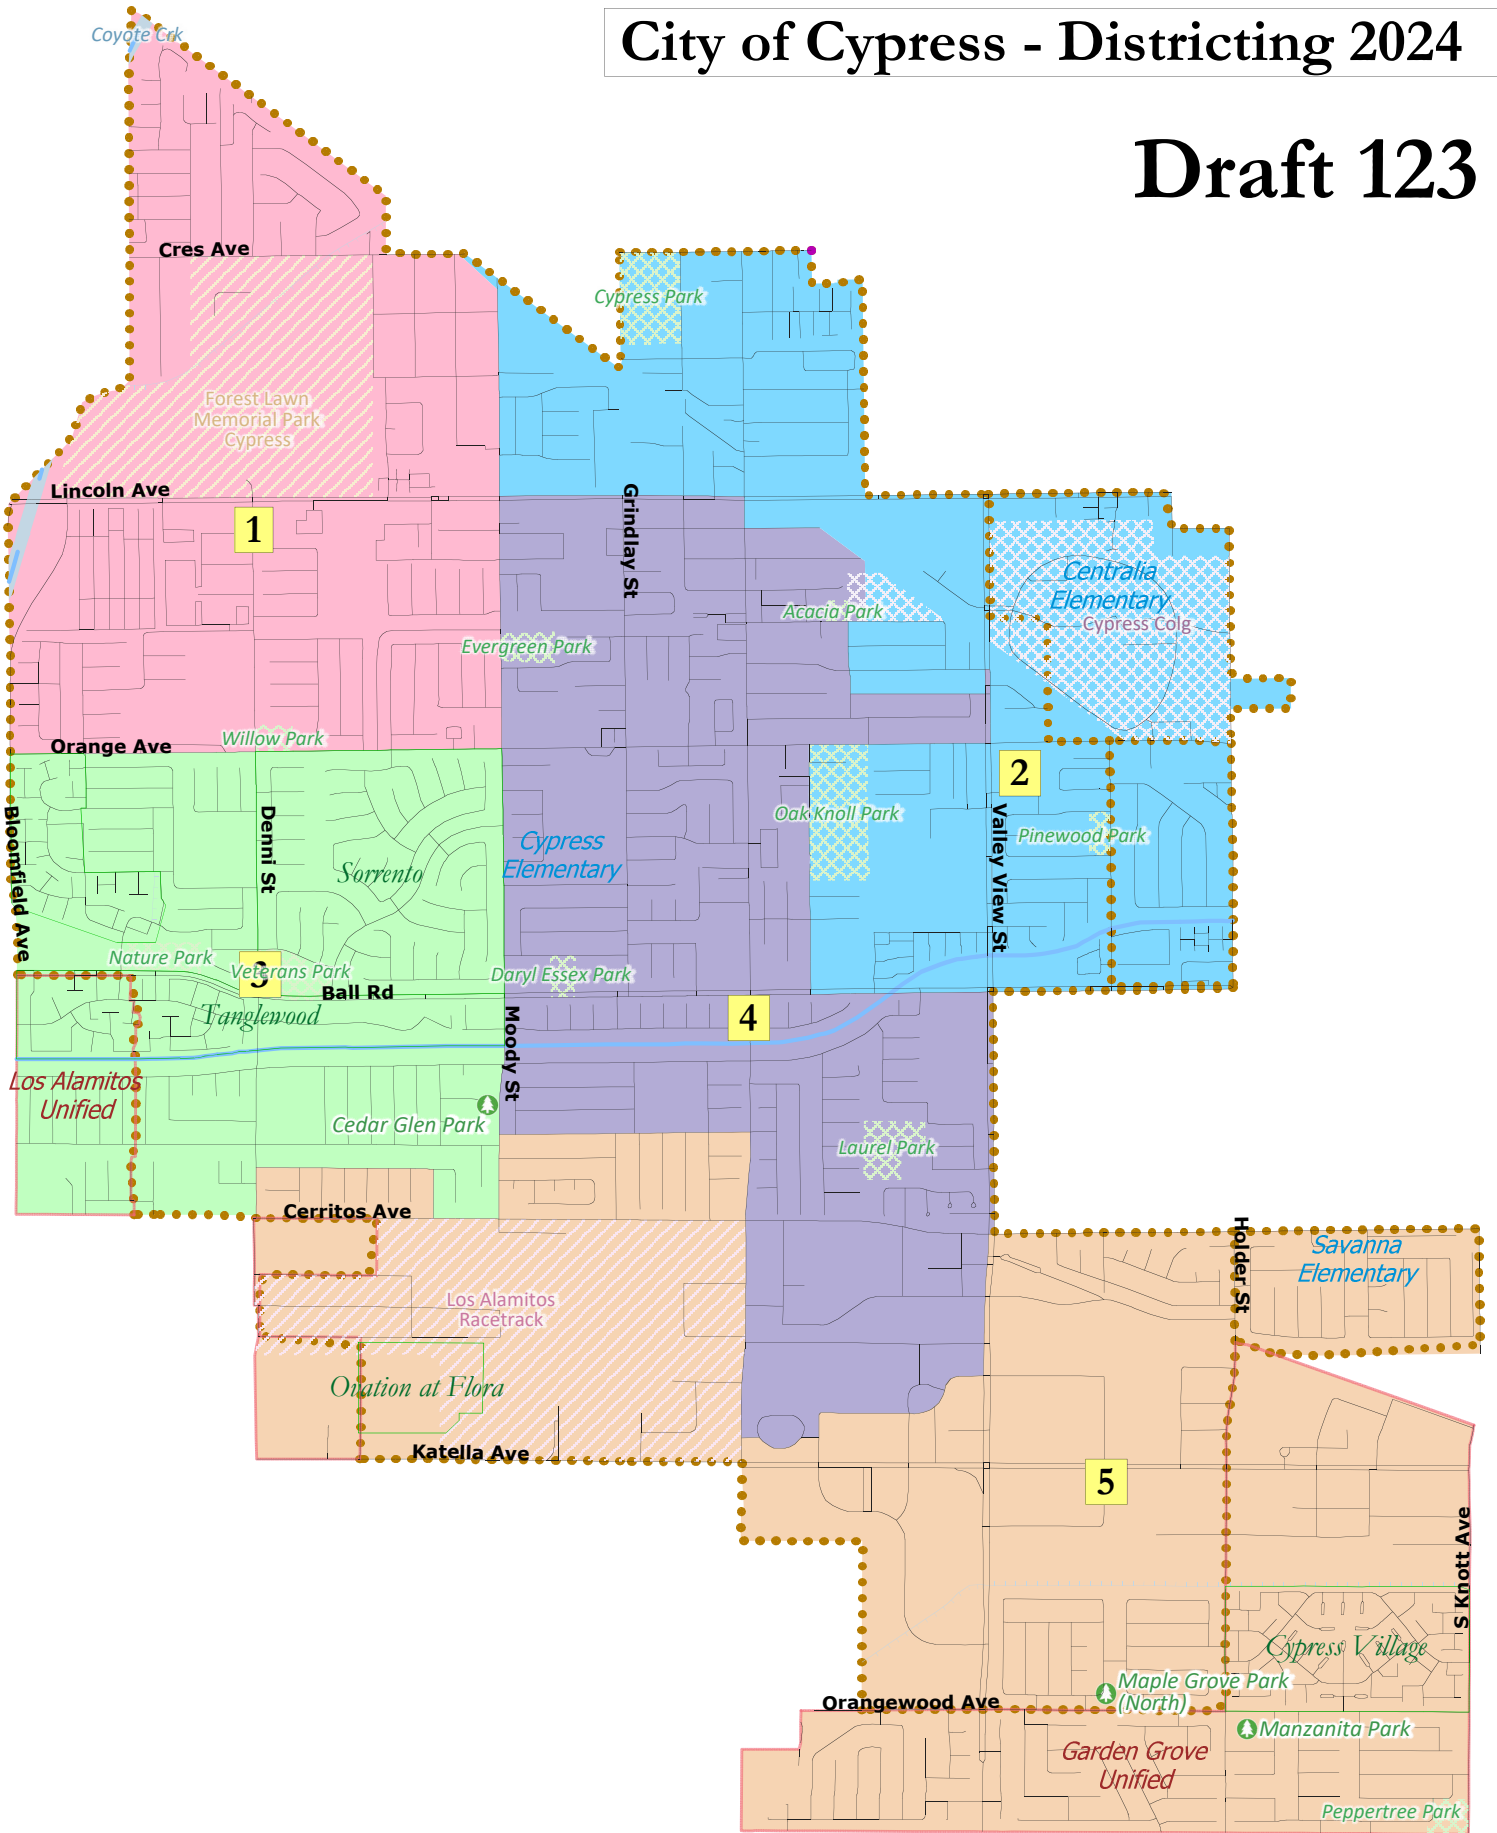 City of Cypress - Districting 2024
Draft 123
Coyote Crk
Cres Ave
Cypress Park
Forest Lawn
Memorial Park
Cypress
Lincoln Ave
1
Grindlay St
Centralia
Elementary
Cypress Colg
Acacia Park
Evergreen Park
Willow Park
Orange Ave
2
Bloomfield Ave
Denni St
Valley View St
Oak Knoll Park
Pinewood Park
Cypress
Elementary
Sorrento
Nature Park
Veterans Park
3
Daryl Essex Park
Ball Rd
Tanglewood
4
Moody St
Los Alamitos
Unified
Cedar Glen Park
Laurel Park
Cerritos Ave
Holder St
Savanna
Elementary
Los Alamitos
Racetrack
Ovation at Flora
Katella Ave
5
S Knott Ave
Cypress Village
Maple Grove Park
(North)
Orangewood Ave
Manzanita Park
Garden Grove
Unified
Peppertree Park